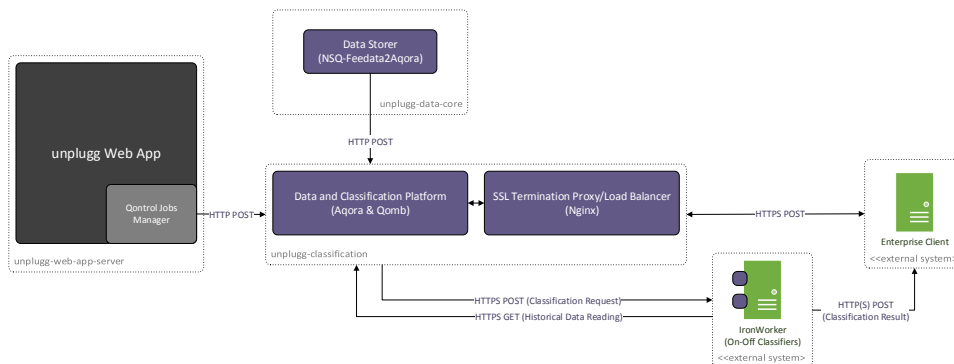 Data Storer
(NSQ-Feedata2Aqora)
unplugg-data-core
HTTP POST
unplugg Web App
Qontrol Jobs
Manager
unplugg-web-app-server
HTTP POST
Data and Classification Platform
(Aqora & Qomb)
SSL Termination Proxy/Load Balancer
(Nginx)
unplugg-classification
HTTPS POST
Enterprise Client
<<external system>>
HTTPS POST (Classification Request)
HTTPS GET (Historical Data Reading)
HTTP(S) POST
(Classification Result)
IronWorker
(On-Off Classifiers)
<<external system>>